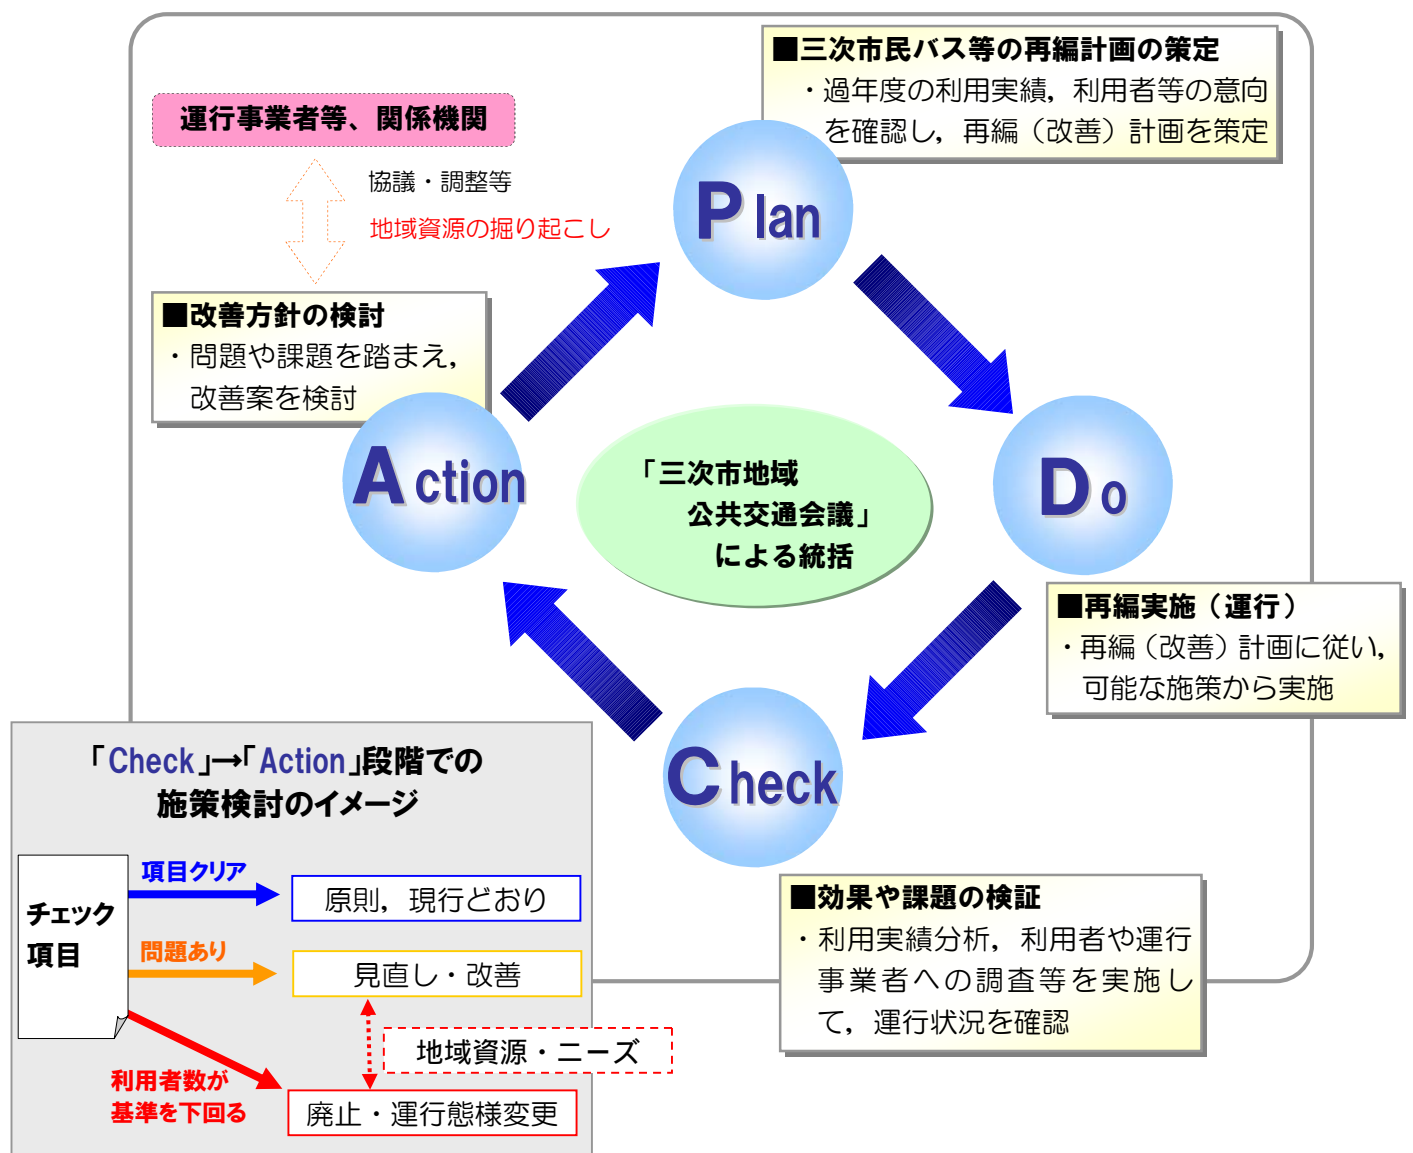 ■三次市民バス等の再編計画の策定
・過年度の利用実績，利用者等の意向
を確認し，再編（改善）計画を策定
運行事業者等、関係機関
協議・調整等
地域資源の掘り起こし
Plan
■改善方針の検討
・問題や課題を踏まえ，
改善案を検討
Action
「三次市地域
公共交通会議」
による統括
Do
■再編実施（運行）
・再編（改善）計画に従い，
可能な施策から実施
Check
■効果や課題の検証
・利用実績分析，利用者や運行
事業者への調査等を実施し
て，運行状況を確認
「Check」→「Action」段階での
施策検討のイメージ
チェック
項目
項目クリア
原則，現行どおり
問題あり
見直し・改善
地域資源・ニーズ
利用者数が
基準を下回る
廃止・運行態様変更